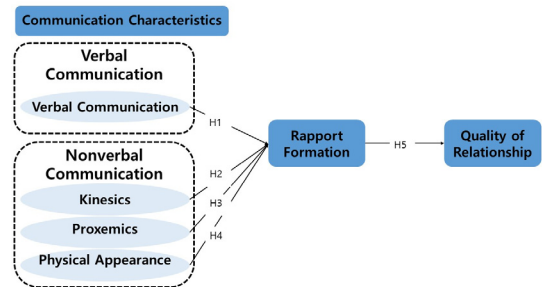 Communication Characteristics
Verbal
Communication
Verbal Communication
H1
Nonverbal
Communication
Kinesics
Proxemics
Physical Appearance
H2
H3
H4
Rapport
Formation
H5
Quality of
Relationship